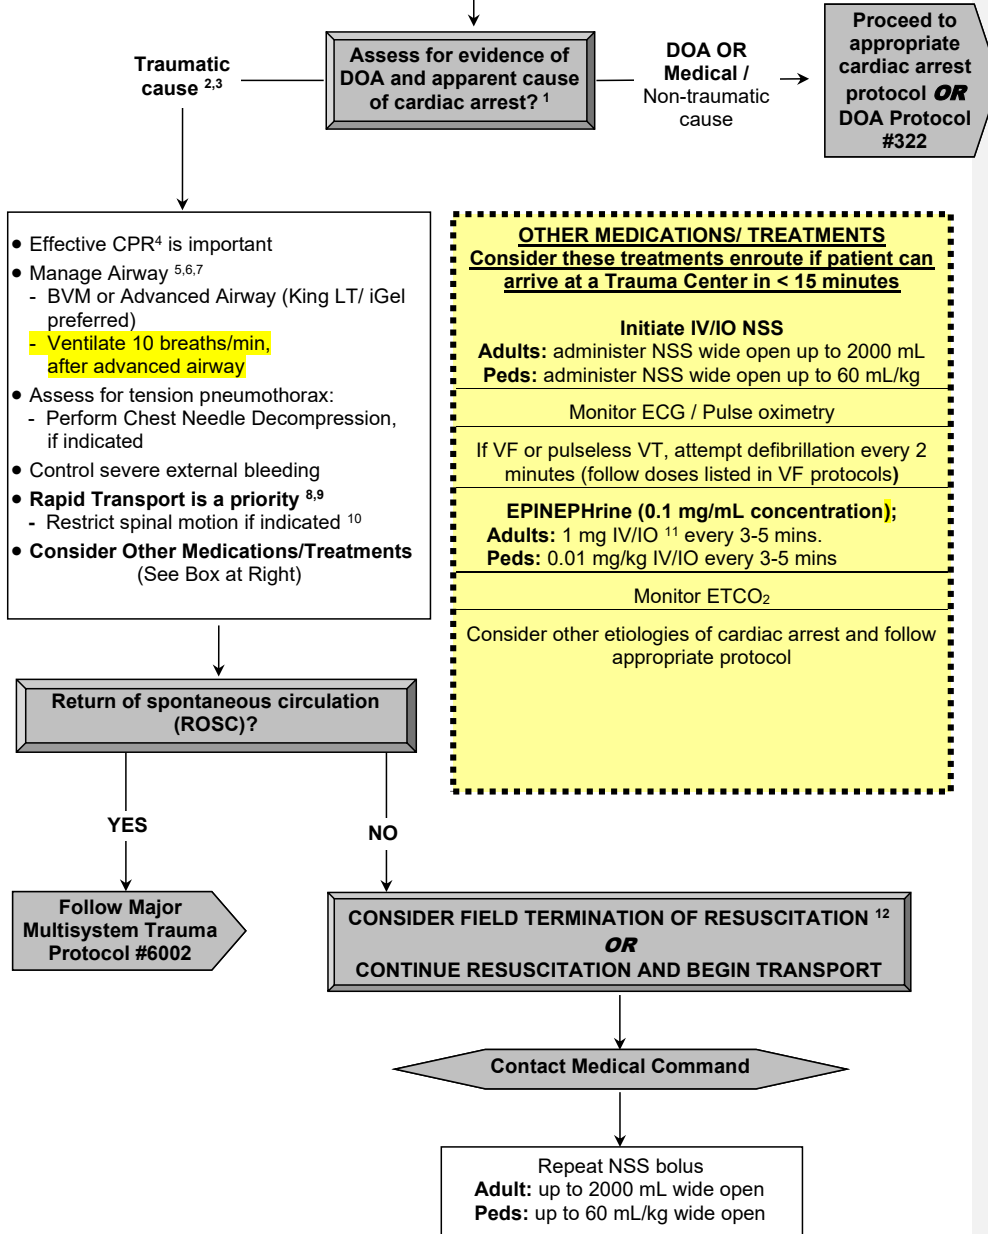 Assess for evidence of
DOA and apparent cause
of cardiac arrest? 1
Traumatic
cause 2,3
DOA OR
Medical /
Non-traumatic
cause
Proceed to
appropriate
cardiac arrest
protocol OR
DOA Protocol
#322
• Effective CPR4 is important
• Manage Airway 5,6,7
- BVM or Advanced Airway (King LT/ iGel
preferred)
- Ventilate 10 breaths/min,
after advanced airway
• Assess for tension pneumothorax:
- Perform Chest Needle Decompression,
if indicated
• Control severe external bleeding
• Rapid Transport is a priority 8,9
- Restrict spinal motion if indicated 10
• Consider Other Medications/Treatments
(See Box at Right)
OTHER MEDICATIONS/ TREATMENTS
Consider these treatments enroute if patient can
arrive at a Trauma Center in < 15 minutes
Initiate IV/IO NSS
Adults: administer NSS wide open up to 2000 mL
Peds: administer NSS wide open up to 60 mL/kg
Monitor ECG / Pulse oximetry
If VF or pulseless VT, attempt defibrillation every 2
minutes (follow doses listed in VF protocols)
EPINEPHrine (0.1 mg/mL concentration);
Adults: 1 mg IV/IO 11 every 3-5 mins.
Peds: 0.01 mg/kg IV/IO every 3-5 mins
Monitor ETCO2
Consider other etiologies of cardiac arrest and follow
appropriate protocol
Return of spontaneous circulation
(ROSC)?
YES
NO
Follow Major
Multisystem Trauma
Protocol #6002
CONSIDER FIELD TERMINATION OF RESUSCITATION 12
OR
CONTINUE RESUSCITATION AND BEGIN TRANSPORT
Contact Medical Command
Repeat NSS bolus
Adult: up to 2000 mL wide open
Peds: up to 60 mL/kg wide open